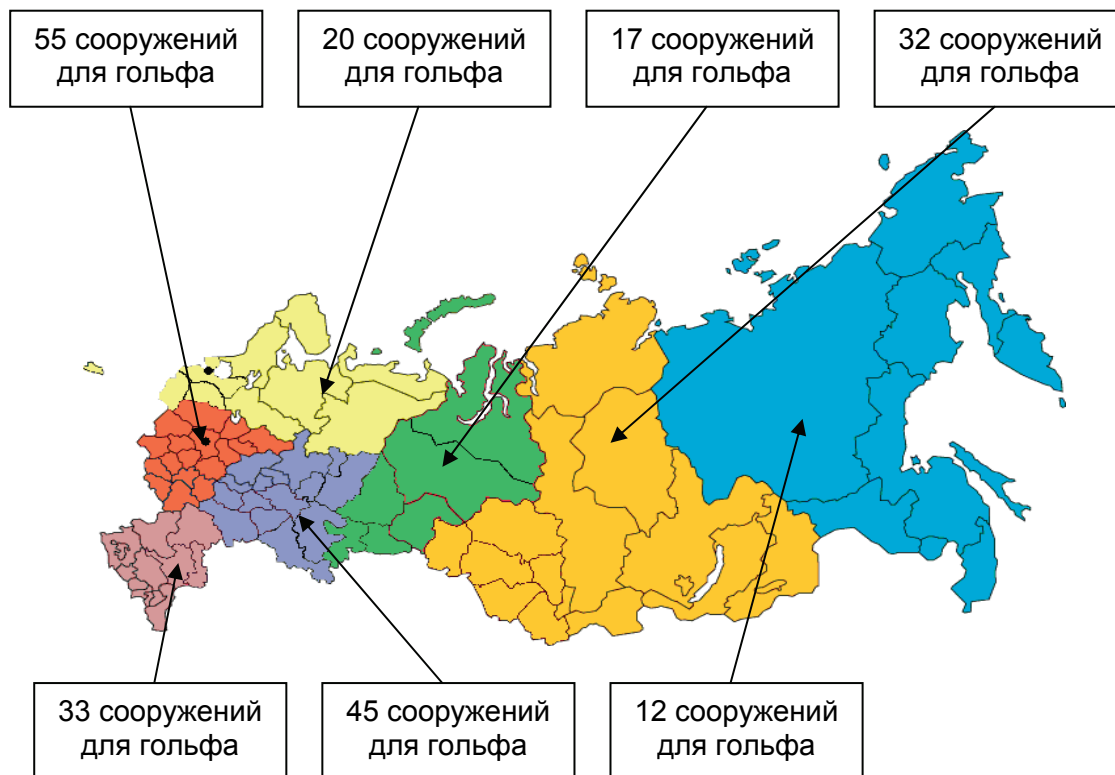 55 сооружений
для гольфа
20 сооружений
для гольфа
17 сооружений
для гольфа
32 сооружений
для гольфа
33 сооружений
для гольфа
45 сооружений
для гольфа
12 сооружений
для гольфа